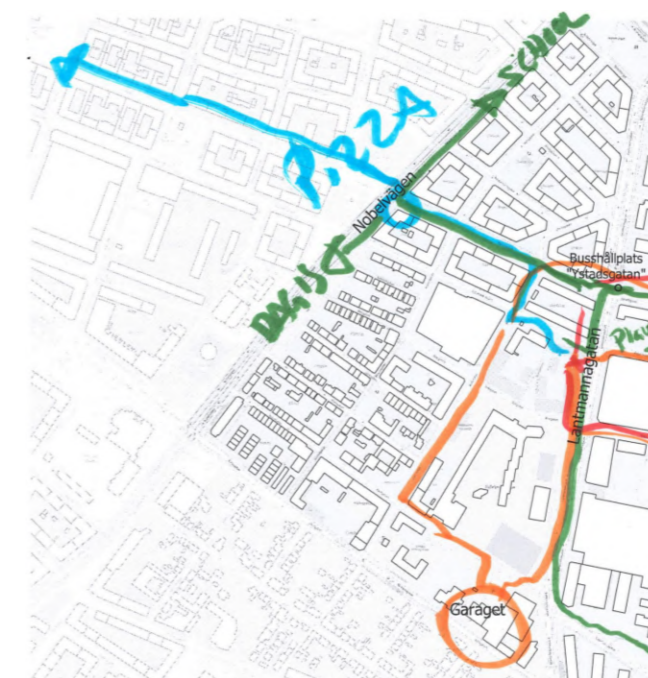 SCHOOL
PIZZA
Nobelvägen
DAGIS
Busshållplats
"Ystadsgatan"
Lantmannagatan
Garaget